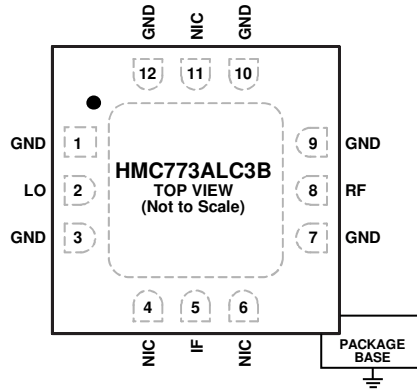 GND NIC GND
12 11 10
GND 1 9 GND
HMC773ALC3B
LO 2 TOP VIEW 8 RF
(Not to Scale)
GND 3 7 GND
4 5 6
NIC IF NIC
PACKAGE
BASE